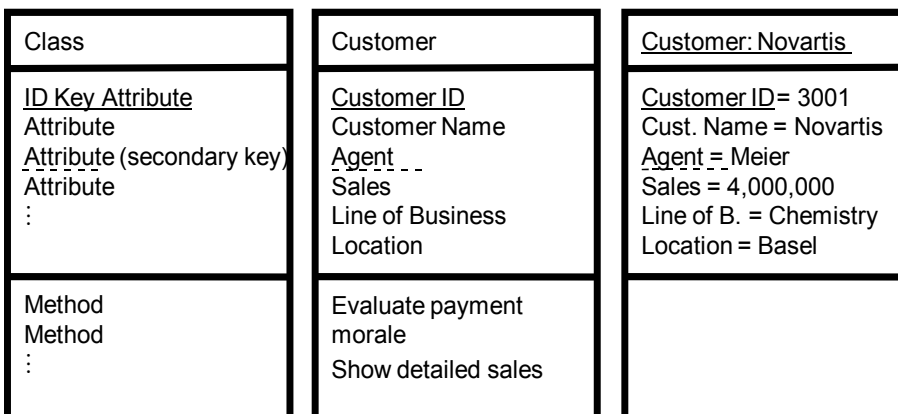 Class
ID Key Attribute
Attribute
Attribute (secondary key)
Attribute
⋮
Method
Method
⋮
Customer
Customer ID
Customer Name
Agent
Sales
Line of Business
Location
Evaluate payment
morale
Show detailed sales
Customer: Novartis
Customer ID= 3001
Cust. Name = Novartis
Agent = Meier
Sales = 4,000,000
Line of B. = Chemistry
Location = Basel